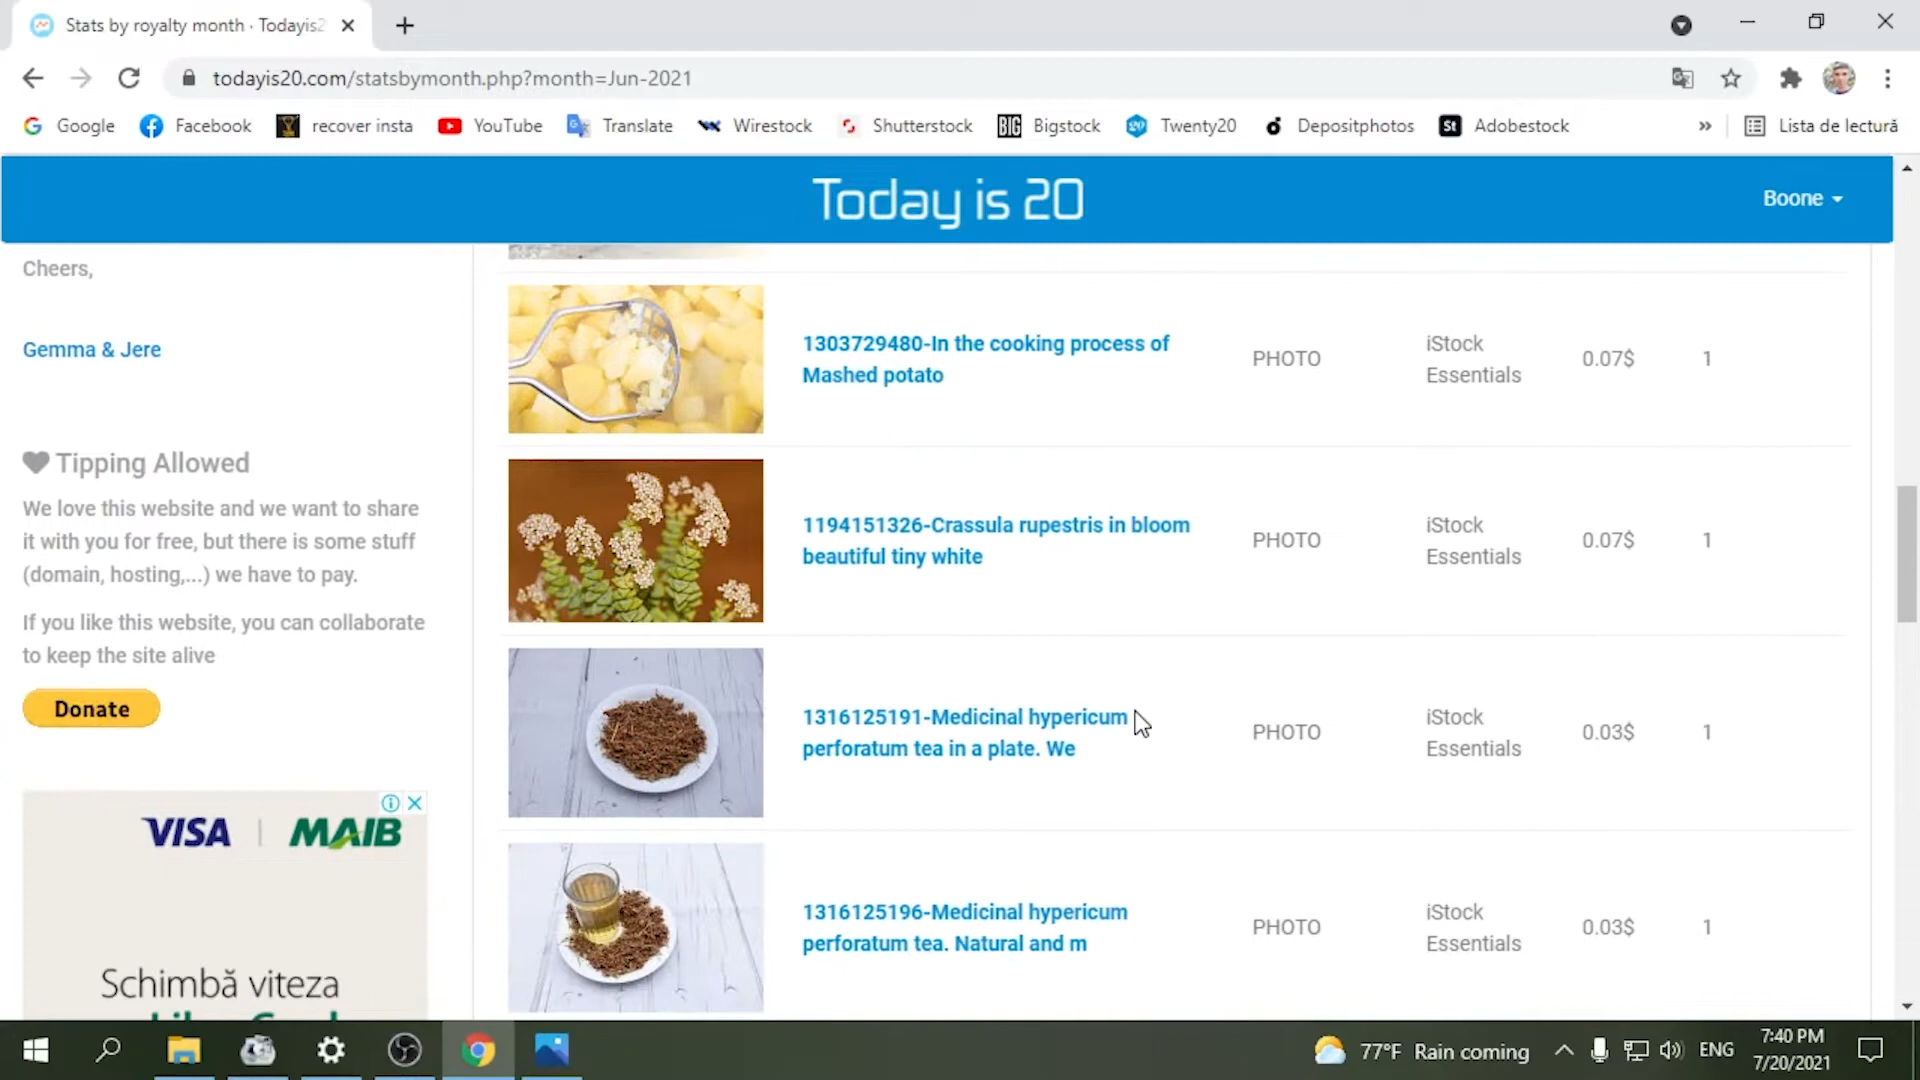 Stats by royalty month · Todayis2
todayis20.com/statsbymonth.php?month=Jun-2021
Google Facebook recover insta YouTube Translate Wirestock Shutterstock BIG Bigstock 20 Twenty20 Depositphotos St Adobestock » Lista de lectură
Today is 20
Boone
Cheers,
Gemma & Jere
Tipping Allowed
We love this website and we want to share
it with you for free, but there is some stuff
(domain, hosting,...) we have to pay.
If you like this website, you can collaborate
to keep the site alive
Donate
VISA | MAIB
Schimbă viteza
1303729480-In the cooking process of
Mashed potato
PHOTO
iStock
Essentials
0.07$
1
1194151326-Crassula rupestris in bloom
beautiful tiny white
PHOTO
iStock
Essentials
0.07$
1
1316125191-Medicinal hypericum
perforatum tea in a plate. We
PHOTO
iStock
Essentials
0.03$
1
1316125196-Medicinal hypericum
perforatum tea. Natural and m
PHOTO
iStock
Essentials
0.03$
1
77°F Rain coming
ENG
7:40 PM
7/20/2021